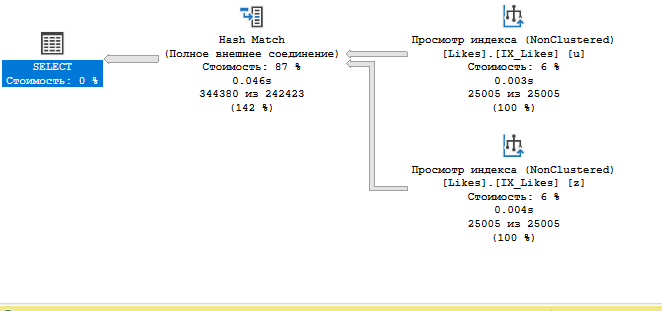 SELECT
Стоимость: 0 %
Hash Match
(Полное внешнее соединение)
Стоимость: 87 %
0.046s
344380 из 242423
(142 %)
Просмотр индекса (NonClustered)
[Likes].[IX_Likes] [u]
Стоимость: 6 %
0.003s
25005 из 25005
(100 %)
Просмотр индекса (NonClustered)
[Likes].[IX_Likes] [z]
Стоимость: 6 %
0.004s
25005 из 25005
(100 %)